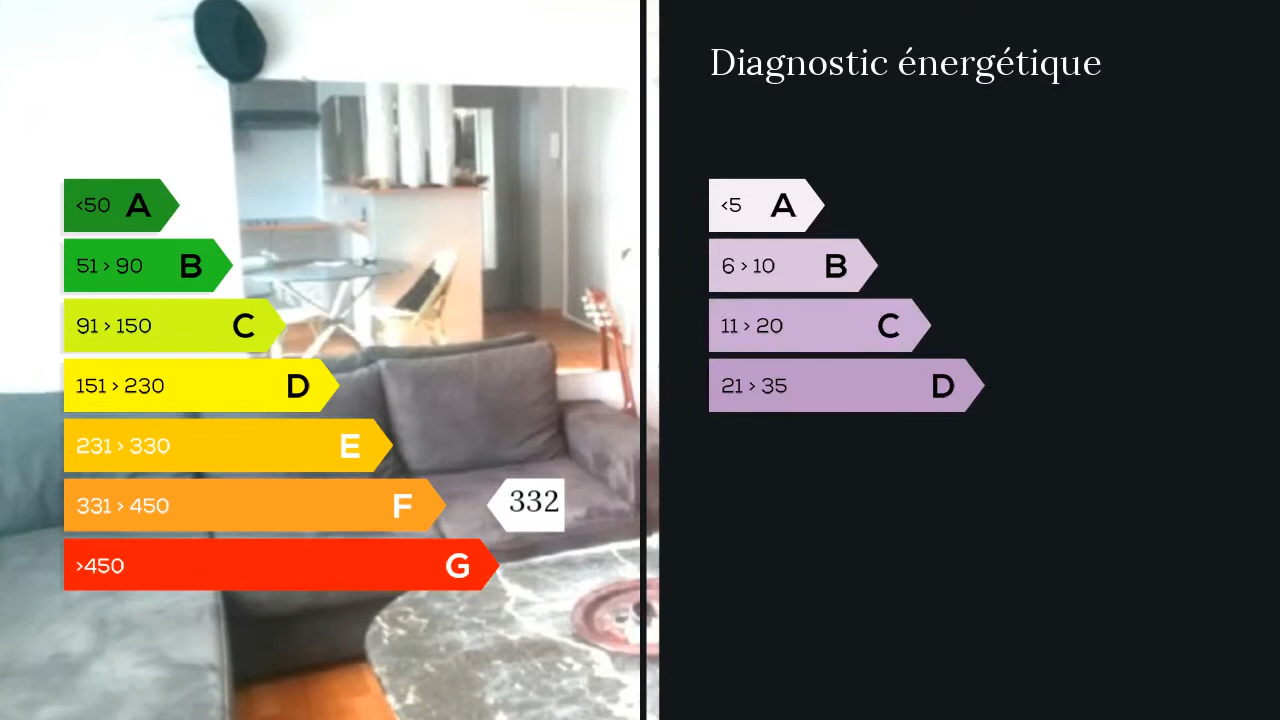 Diagnostic énergétique
<50 A
51 > 90 B
91 > 150 C
151 > 230 D
231 > 330 E
331 > 450 F
332
>450 G
<5 A
6 > 10 B
11 > 20 C
21 > 35 D